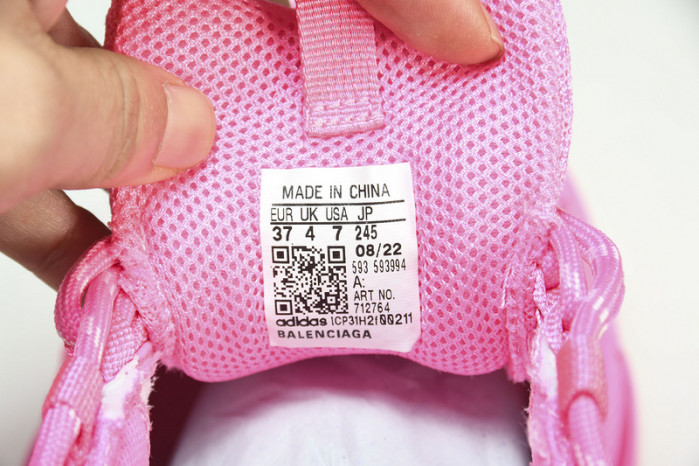 MADE IN CHINA
EUR UK USA JP
37 4 7 245
08/22
593 593994
A:
ART NO.
712764
adidas 1CP31H2f00211
BALENCIAGA